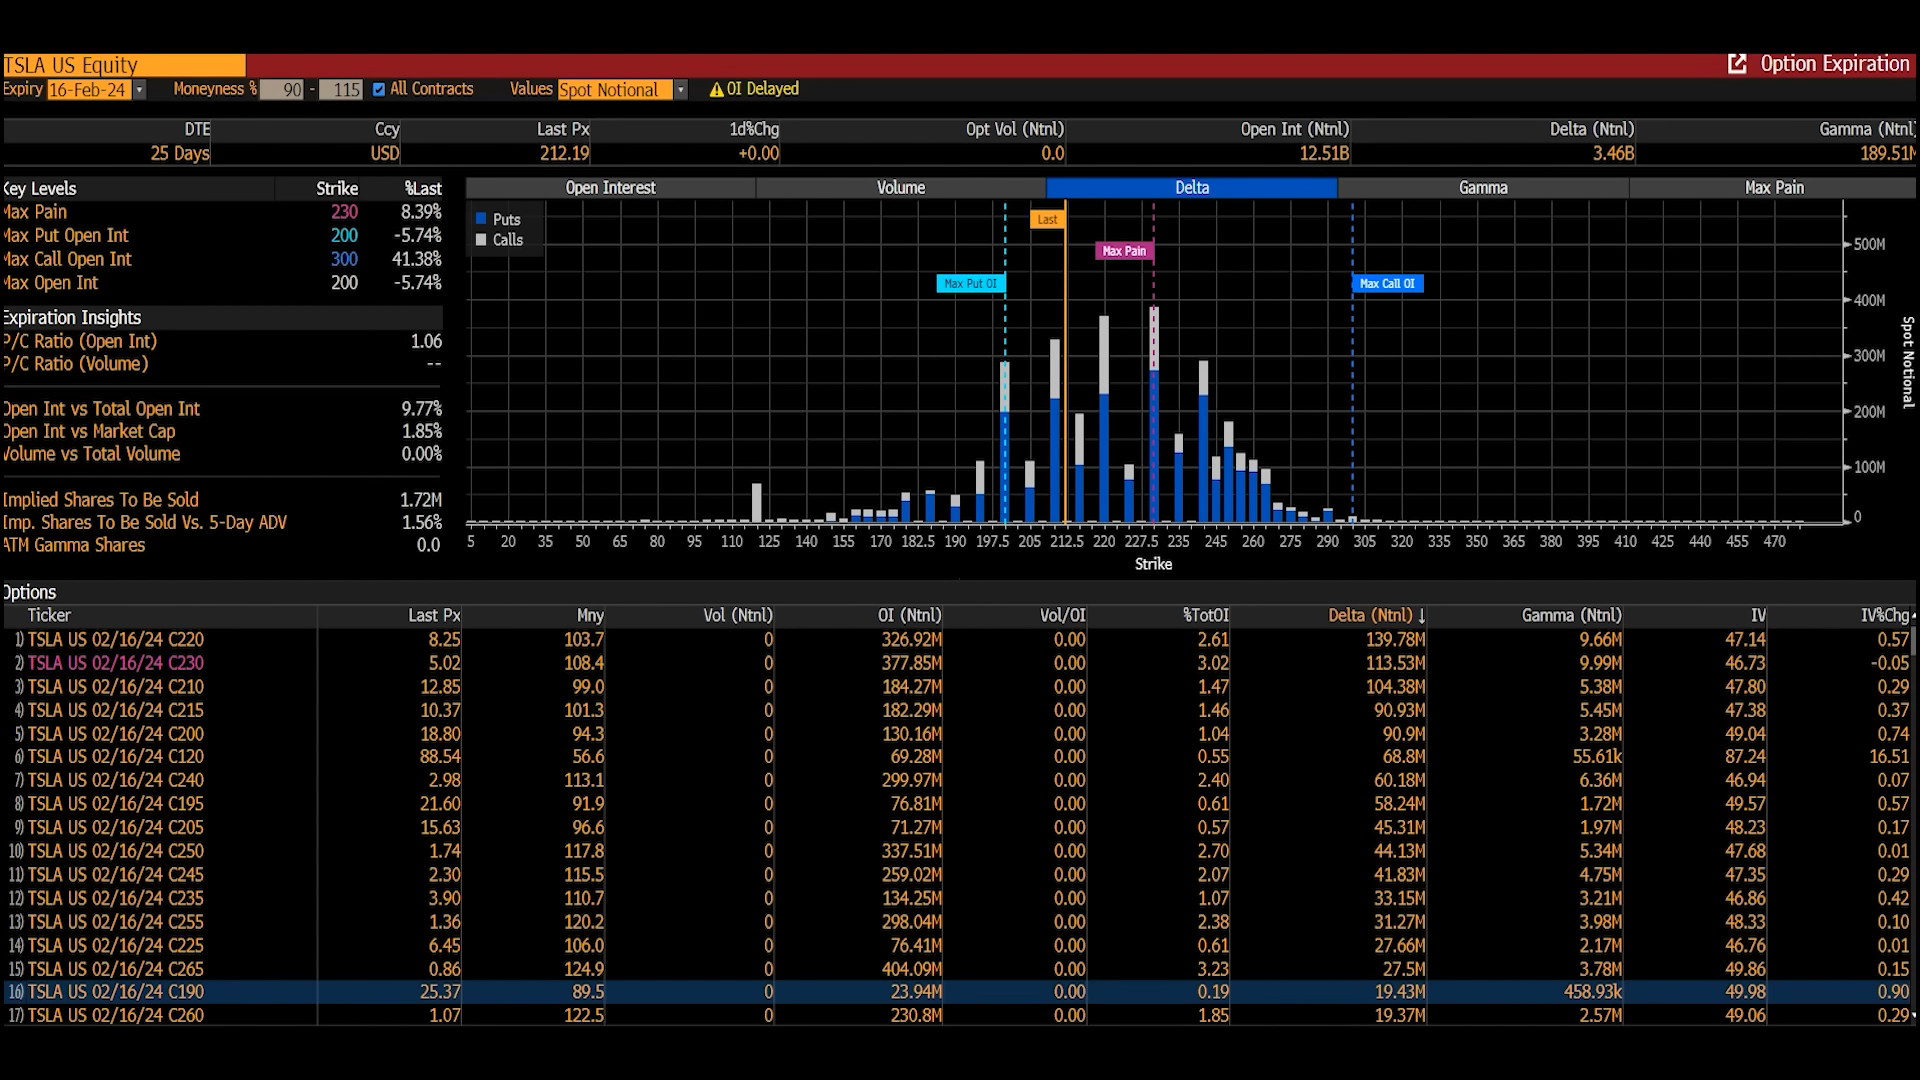 TSLA US Equity
Option Expiration
Expiry 16-Feb-24 Moneyness % 90 - 115 All Contracts Values Spot Notional OI Delayed
DTE Ccy Last Px 1d%Chg Opt Vol (Ntnl) Open Int (Ntnl) Delta (Ntnl) Gamma (Ntnl)
25 Days USD 212.19 +0.00 0.0 12.51B 3.46B 189.51M
Key Levels Strike %Last
Max Pain 230 8.39%
Max Put Open Int 200 -5.74%
Max Call Open Int 300 41.38%
Max Open Int 200 -5.74%
Expiration Insights
P/C Ratio (Open Int) 1.06
P/C Ratio (Volume) --
Open Int vs Total Open Int 9.77%
Open Int vs Market Cap 1.85%
Volume vs Total Volume 0.00%
Implied Shares To Be Sold 1.72M
Imp. Shares To Be Sold Vs. 5-Day ADV 1.56%
ATM Gamma Shares 0.0
Open Interest Volume Delta Gamma Max Pain
Puts
Calls
Last
Max Pain
Max Put OI
Max Call OI
500M
400M
300M
200M
100M
0
Spot Notional
5 20 35 50 65 80 95 110 125 140 155 170 182.5 190 197.5 205 212.5 220 227.5 235 245 260 275 290 305 320 335 350 365 380 395 410 425 440 455 470
Strike
Options
Ticker Last Px Mny Vol (Ntnl) OI (Ntnl) Vol/OI %TotOI Delta (Ntnl) ↓ Gamma (Ntnl) IV IV%Chg
1) TSLA US 02/16/24 C220 8.25 103.7 0 326.92M 0.00 2.61 139.78M 9.66M 47.14 0.57
2) TSLA US 02/16/24 C230 5.02 108.4 0 377.85M 0.00 3.02 113.53M 9.99M 46.73 -0.05
3) TSLA US 02/16/24 C210 12.85 99.0 0 184.27M 0.00 1.47 104.38M 5.38M 47.80 0.29
4) TSLA US 02/16/24 C215 10.37 101.3 0 182.29M 0.00 1.46 90.93M 5.45M 47.38 0.37
5) TSLA US 02/16/24 C200 18.80 94.3 0 130.16M 0.00 1.04 90.9M 3.28M 49.04 0.74
6) TSLA US 02/16/24 C120 88.54 56.6 0 69.28M 0.00 0.55 68.8M 55.61k 87.24 16.51
7) TSLA US 02/16/24 C240 2.98 113.1 0 299.97M 0.00 2.40 60.18M 6.36M 46.94 0.07
8) TSLA US 02/16/24 C195 21.60 91.9 0 76.81M 0.00 0.61 58.24M 1.72M 49.57 0.57
9) TSLA US 02/16/24 C205 15.63 96.6 0 71.27M 0.00 0.57 45.31M 1.97M 48.23 0.17
10) TSLA US 02/16/24 C250 1.74 117.8 0 337.51M 0.00 2.70 44.13M 5.34M 47.68 0.01
11) TSLA US 02/16/24 C245 2.30 115.5 0 259.02M 0.00 2.07 41.83M 4.75M 47.35 0.29
12) TSLA US 02/16/24 C235 3.90 110.7 0 134.25M 0.00 1.07 33.15M 3.21M 46.86 0.42
13) TSLA US 02/16/24 C255 1.36 120.2 0 298.04M 0.00 2.38 31.27M 3.98M 48.33 0.10
14) TSLA US 02/16/24 C225 6.45 106.0 0 76.41M 0.00 0.61 27.66M 2.17M 46.76 0.01
15) TSLA US 02/16/24 C265 0.86 124.9 0 404.09M 0.00 3.23 27.5M 3.78M 49.86 0.15
16) TSLA US 02/16/24 C190 25.37 89.5 0 23.94M 0.00 0.19 19.43M 458.93k 49.98 0.90
17) TSLA US 02/16/24 C260 1.07 122.5 0 230.8M 0.00 1.85 19.37M 2.57M 49.06 0.29